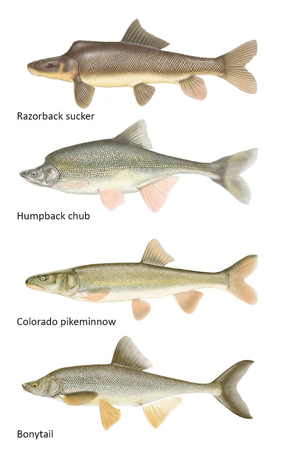 Razorback sucker
Humpback chub
Colorado pikeminnow
Bonytail